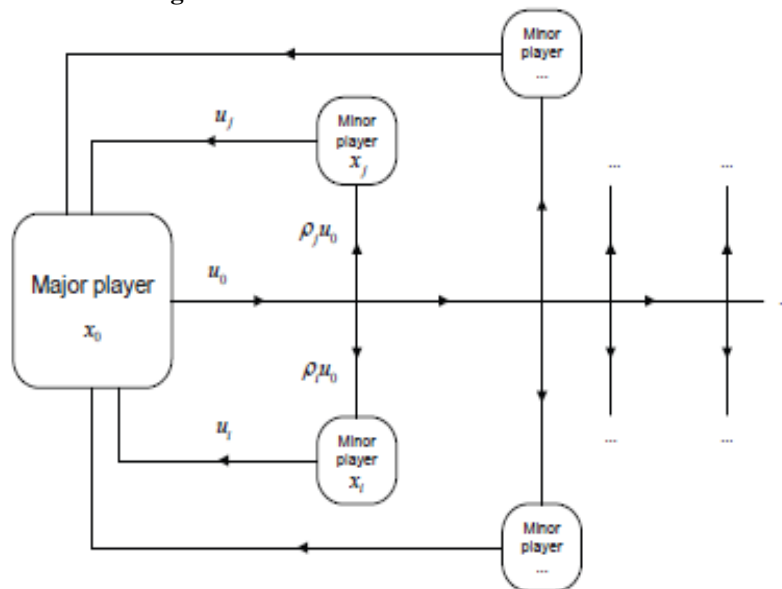 Minor
player
...
u_j
Minor
player
x_j
... ...
ρ_j u_0
Major player
x_0
u_0
ρ_i u_0
u_i
Minor
player
x_i
... ...
Minor
player
...